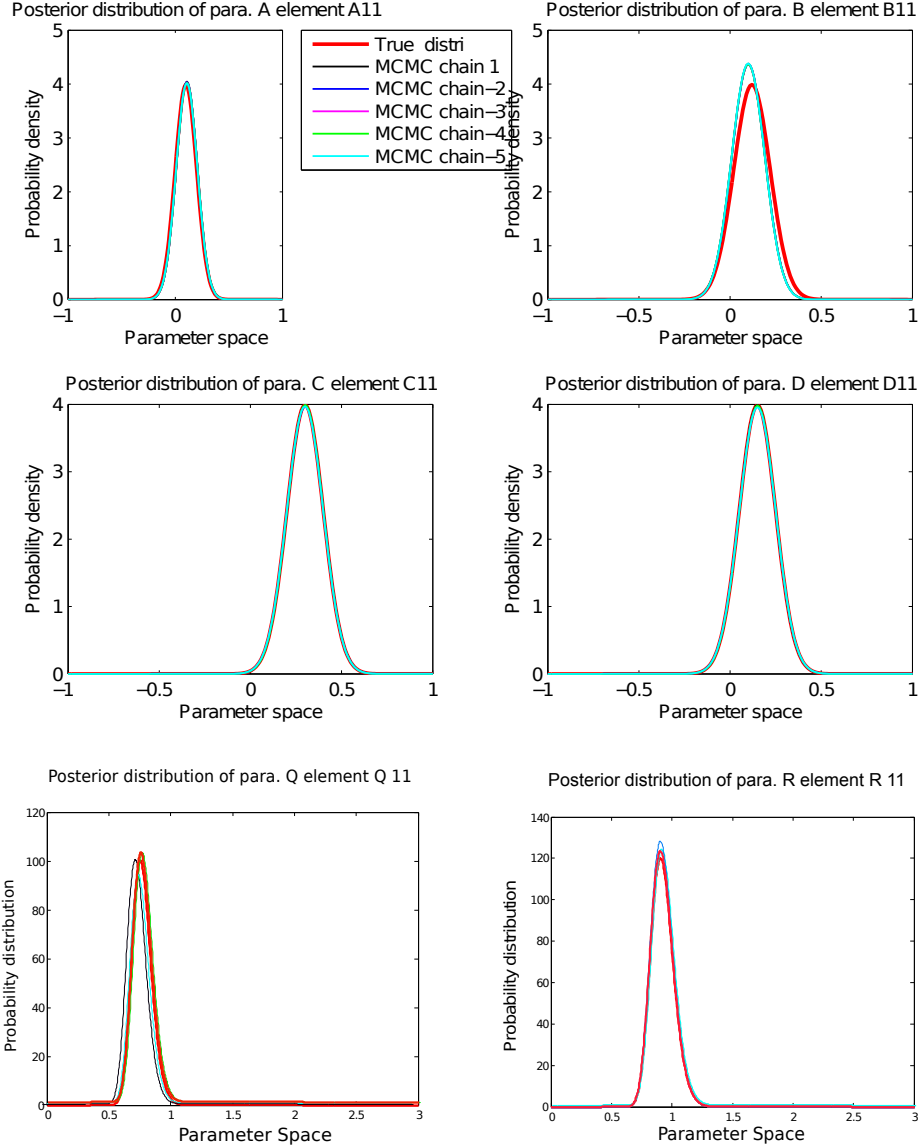 Posterior distribution of para. A element A11
Probability density
5
4
3
2
1
0
−1
0
1
Parameter space
True distri
MCMC chain 1
MCMC chain−2
MCMC chain−3
MCMC chain−4
MCMC chain−5
Posterior distribution of para. B element B11
Probability density
5
4
3
2
1
0
−1
−0.5
0
0.5
1
Parameter space
Posterior distribution of para. C element C11
Probability density
4
3
2
1
0
−1
−0.5
0
0.5
1
Parameter space
Posterior distribution of para. D element D11
Probability density
4
3
2
1
0
−1
−0.5
0
0.5
1
Parameter space
Posterior distribution of para. Q element Q 11
Probability distribution
120
100
80
60
40
20
0
0
0.5
1
1.5
2
2.5
3
Parameter Space
Posterior distribution of para. R element R 11
Probability distribution
140
120
100
80
60
40
20
0
0
0.5
1
1.5
2
2.5
3
Parameter Space